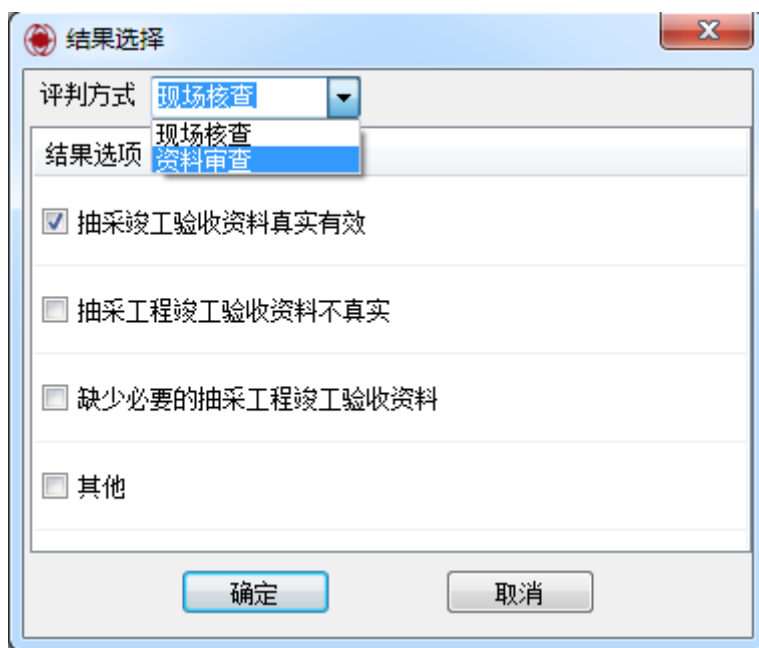 结果选择
评判方式 现场核查
现场核查
结果选项 资料审查
抽采竣工验收资料真实有效
抽采工程竣工验收资料不真实
缺少必要的抽采工程竣工验收资料
其他
确定 取消